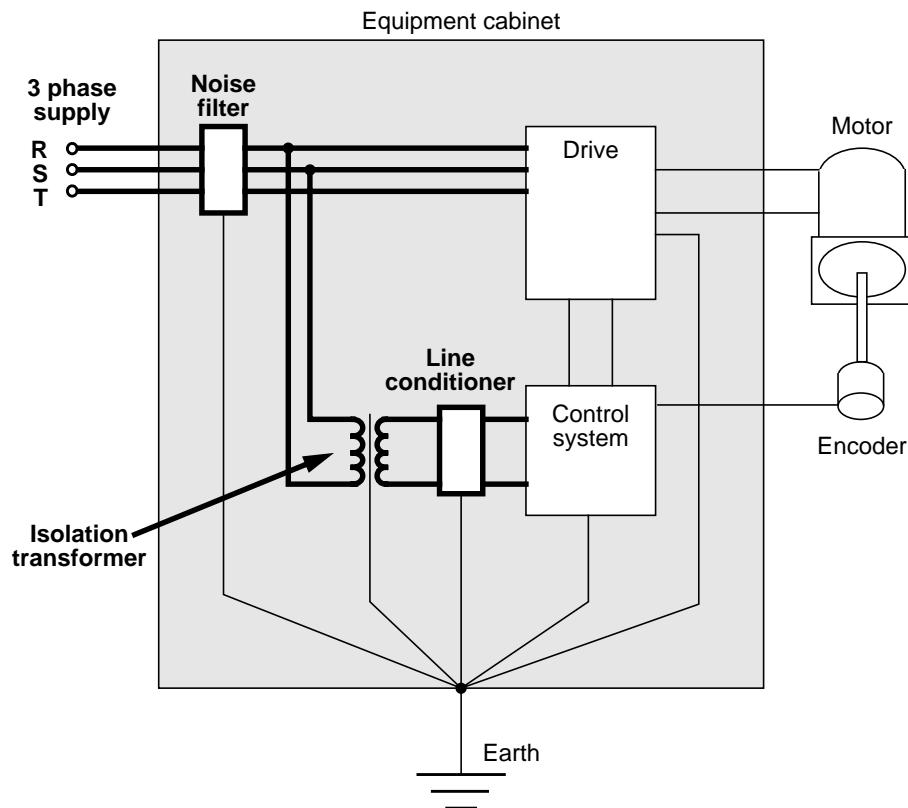 Equipment cabinet
3 phase
supply
Noise
filter
R
S
T
Drive
Motor
Line
conditioner
Control
system
Encoder
Isolation
transformer
Earth